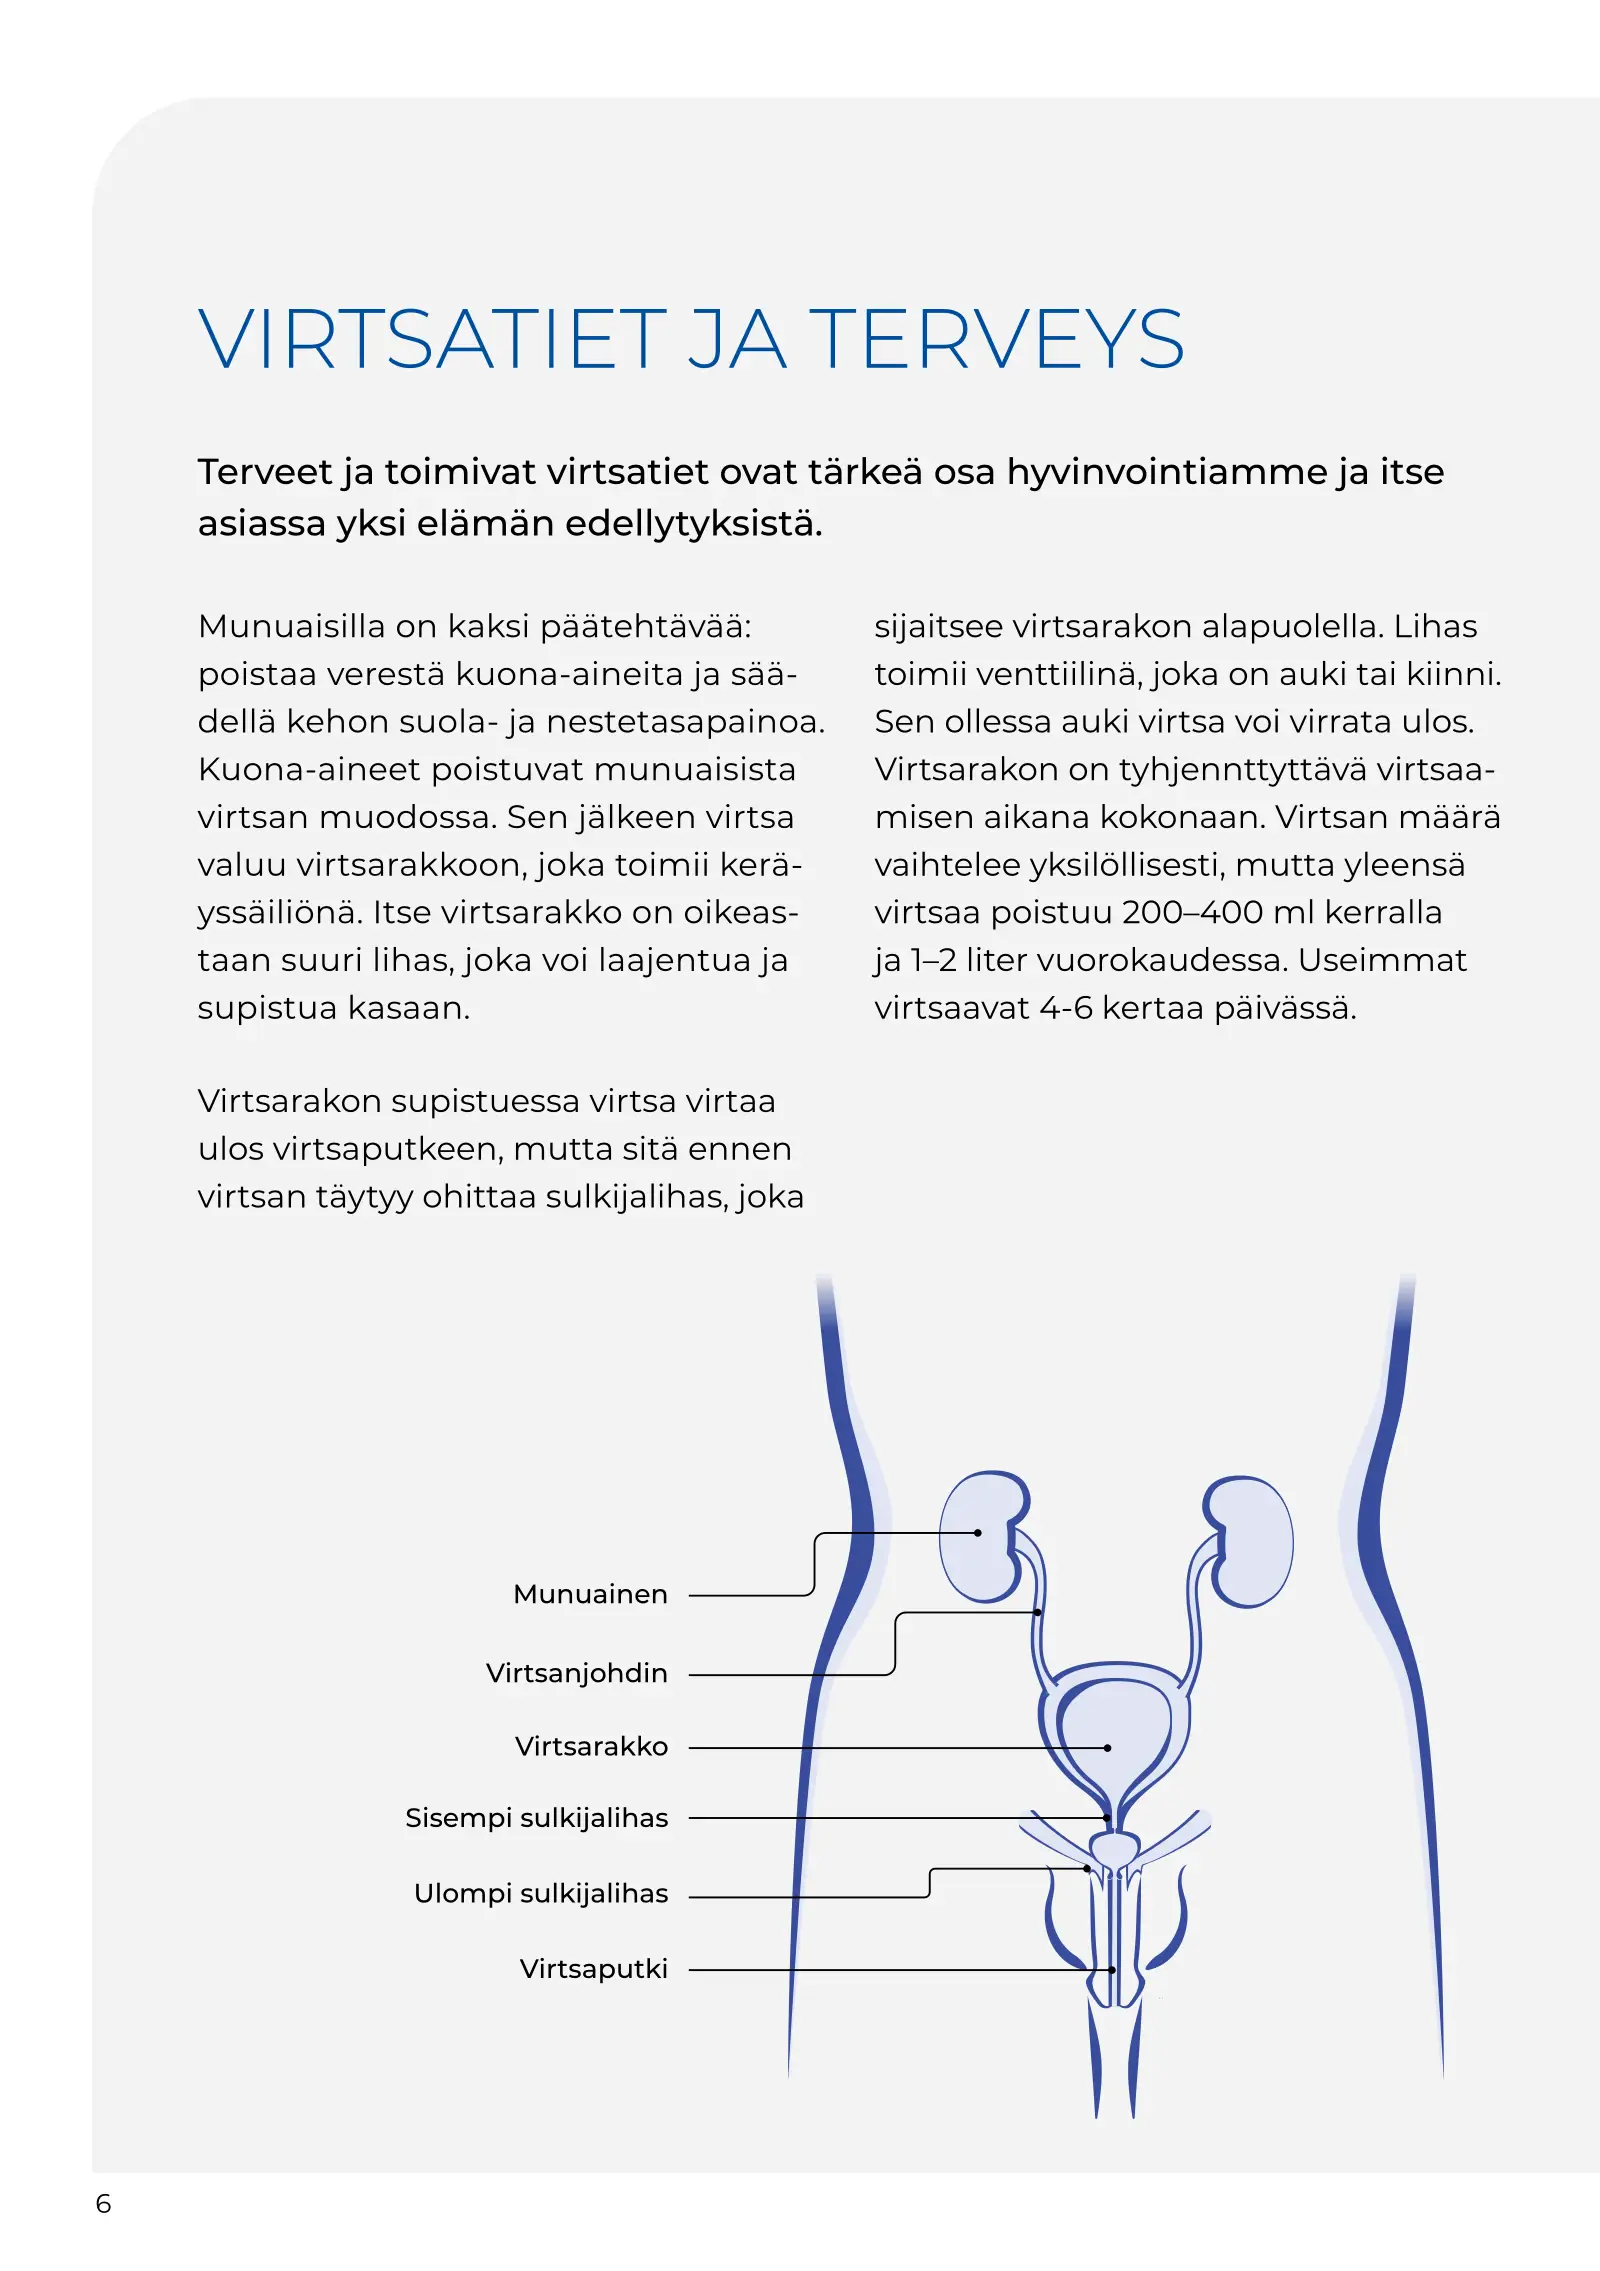 VIRTSATIET JA TERVEYS
Terveet ja toimivat virtsatiet ovat tärkeä osa hyvinvointiamme ja itse
asiassa yksi elämän edellytyksistä.
Munuaisilla on kaksi päätehtävää:
poistaa verestä kuona-aineita ja sää-
dellä kehon suola- ja nestetasapainoa.
Kuona-aineet poistuvat munuaisista
virtsan muodossa. Sen jälkeen virtsa
valuu virtsarakkoon, joka toimii kerä-
yssäiliönä. Itse virtsarakko on oikeas-
taan suuri lihas, joka voi laajentua ja
supistua kasaan.
Virtsarakon supistuessa virtsa virtaa
ulos virtsaputkeen, mutta sitä ennen
virtsan täytyy ohittaa sulkijalihas, joka
sijaitsee virtsarakon alapuolella. Lihas
toimii venttiilinä, joka on auki tai kiinni.
Sen ollessa auki virtsa voi virrata ulos.
Virtsarakon on tyhjennttyttävä virtsaa-
misen aikana kokonaan. Virtsan määrä
vaihtelee yksilöllisesti, mutta yleensä
virtsaa poistuu 200–400 ml kerralla
ja 1–2 liter vuorokaudessa. Useimmat
virtsaavat 4-6 kertaa päivässä.
Munuainen
Virtsanjohdin
Virtsarakko
Sisempi sulkijalihas
Ulompi sulkijalihas
Virtsaputki
6